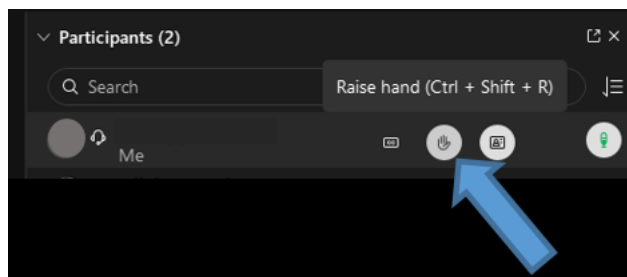 Participants (2)
Search
Raise hand (Ctrl + Shift + R)
Me